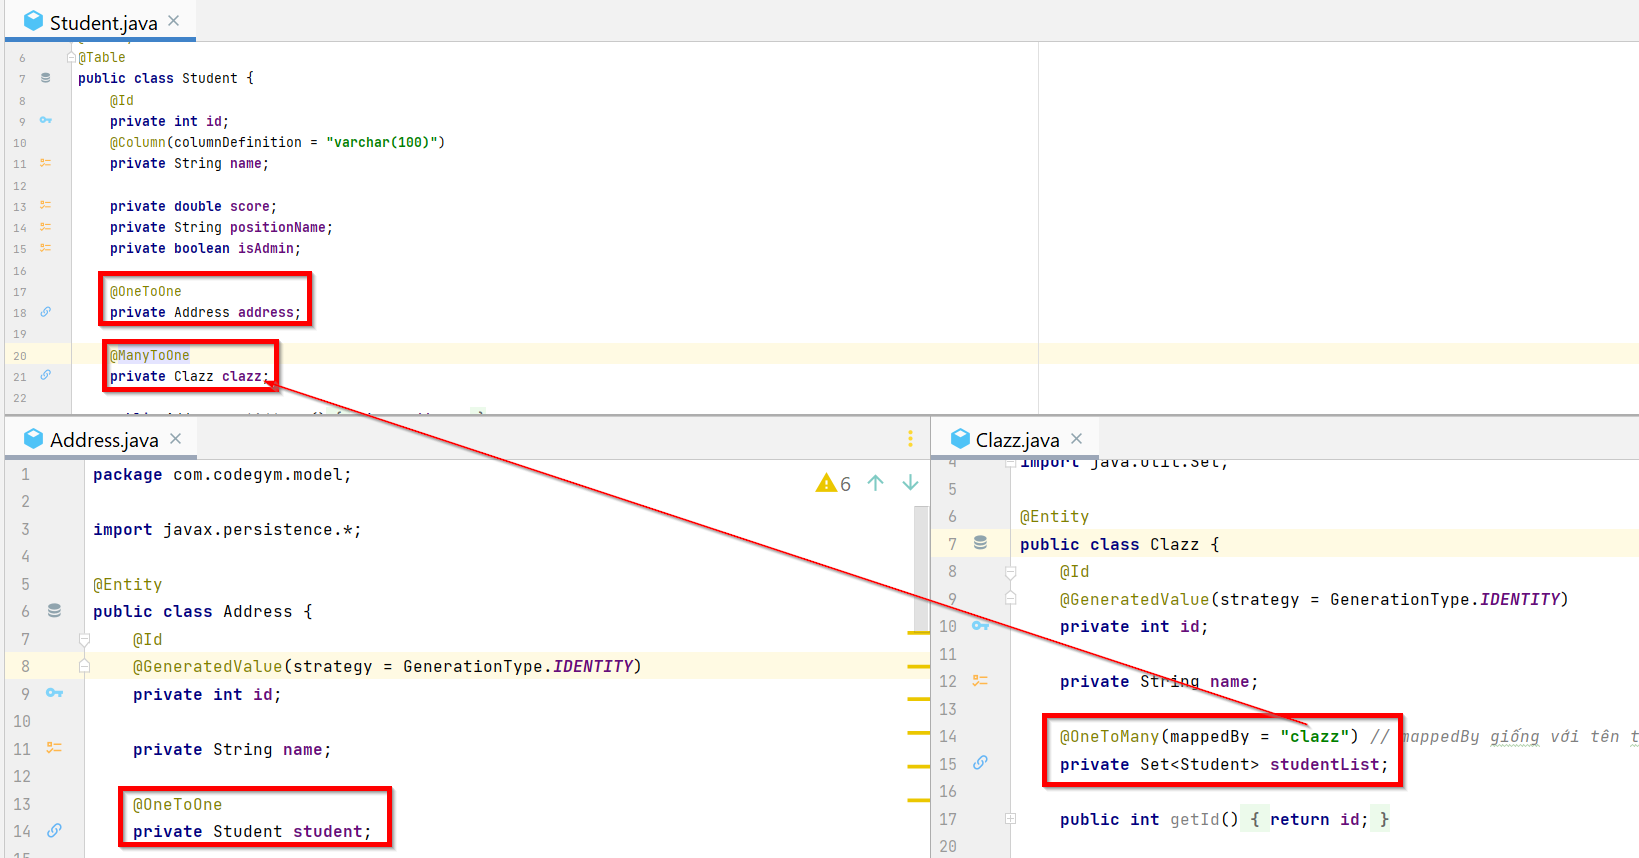 Student.java
6 @Table
7 public class Student {
8 @Id
9 private int id;
10 @Column(columnDefinition = "varchar(100)")
11 private String name;
12
13 private double score;
14 private String positionName;
15 private boolean isAdmin;
16
17 @OneToOne
18 private Address address;
19
20 @ManyToOne
21 private Clazz clazz;
22
Address.java
6
1 package com.codegym.model;
2
3 import javax.persistence.*;
4
5 @Entity
6 public class Address {
7 @Id
8 @GeneratedValue(strategy = GenerationType.IDENTITY)
9 private int id;
10
11 private String name;
12
13 @OneToOne
14 private Student student;
15
Clazz.java
4 import java.util.Set;
5
6 @Entity
7 public class Clazz {
8 @Id
9 @GeneratedValue(strategy = GenerationType.IDENTITY)
10 private int id;
11
12 private String name;
13
14 @OneToMany(mappedBy = "clazz") // mappedBy giống với tên t
15 private Set<Student> studentList;
16
17 public int getId() { return id; }
20